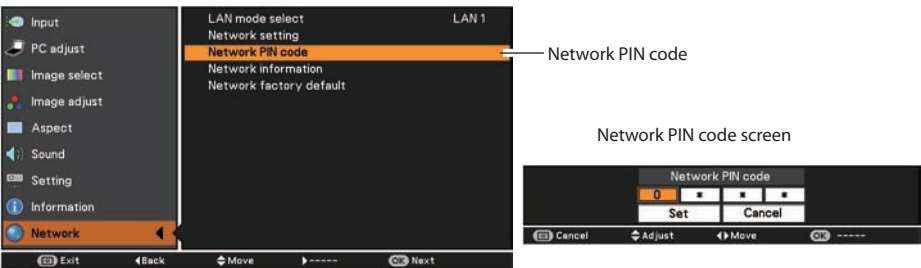 Input
PC adjust
Image select
Image adjust
Aspect
Sound
Setting
Information
Network
LAN mode select LAN 1
Network setting
Network PIN code
Network information
Network factory default
Exit ◀Back Move ▶----- OK Next
Network PIN code
Network PIN code screen
Network PIN code
0 * * *
Set Cancel
Cancel Adjust Move OK -----